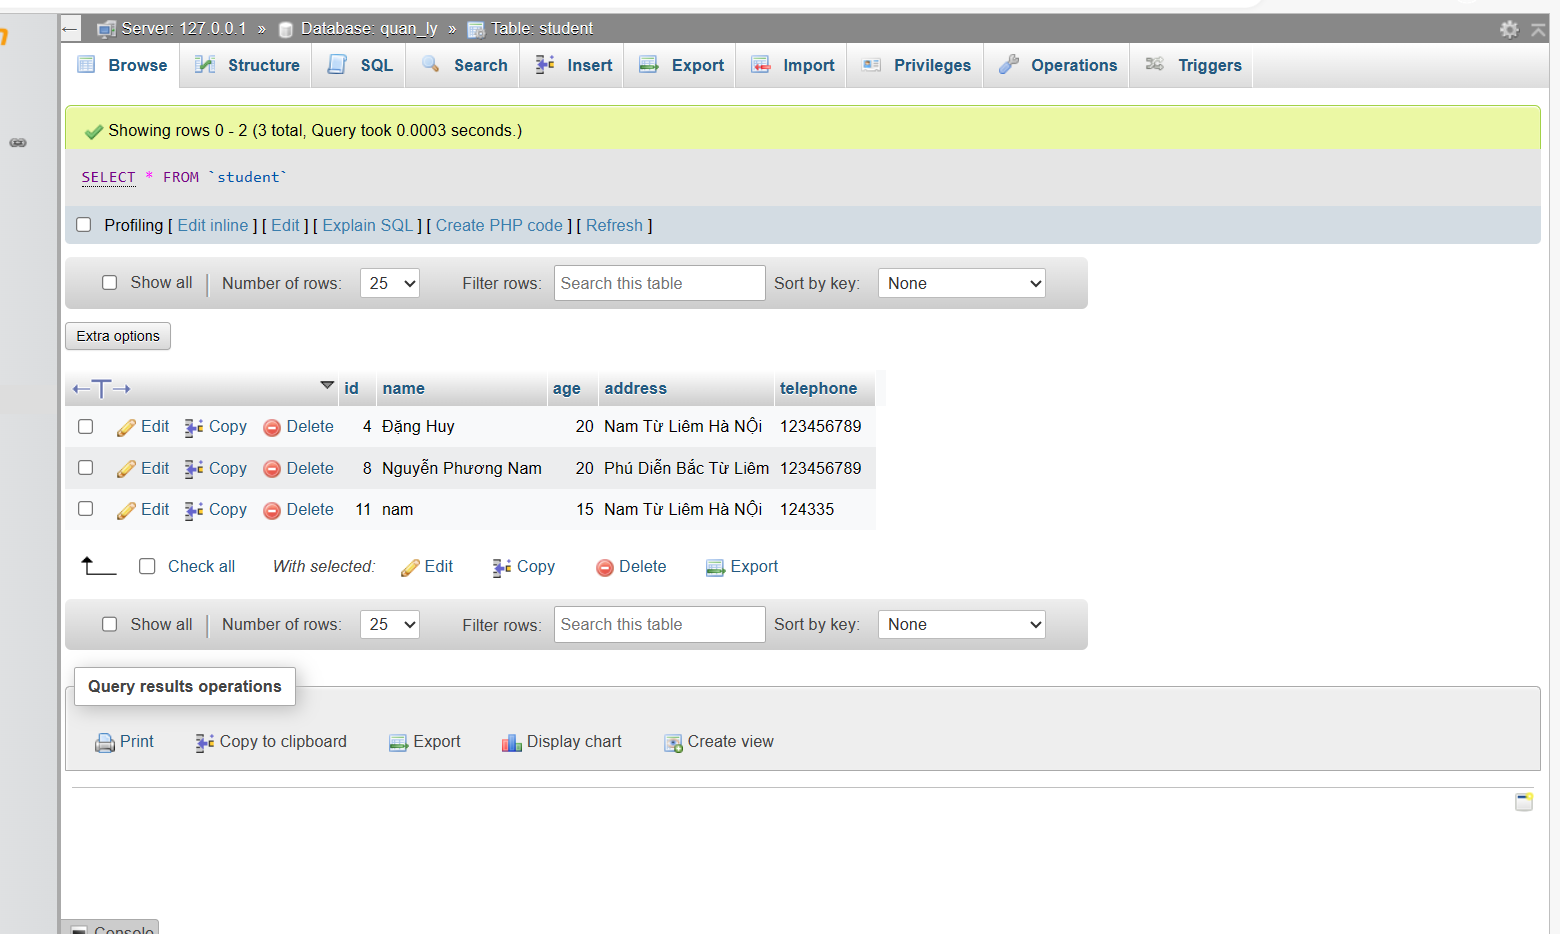 Server: 127.0.0.1 » Database: quan_ly » Table: student
Browse Structure SQL Search Insert Export Import Privileges Operations Triggers
Showing rows 0 - 2 (3 total, Query took 0.0003 seconds.)
SELECT * FROM `student`
Profiling [ Edit inline ] [ Edit ] [ Explain SQL ] [ Create PHP code ] [ Refresh ]
Show all Number of rows: 25 Filter rows: Search this table Sort by key: None
Extra options
id name age address telephone
Edit Copy Delete 4 Đặng Huy 20 Nam Từ Liêm Hà NỘi 123456789
Edit Copy Delete 8 Nguyễn Phương Nam 20 Phú Diễn Bắc Từ Liêm 123456789
Edit Copy Delete 11 nam 15 Nam Từ Liêm Hà NỘi 124335
Check all With selected: Edit Copy Delete Export
Show all Number of rows: 25 Filter rows: Search this table Sort by key: None
Query results operations
Print Copy to clipboard Export Display chart Create view
Console